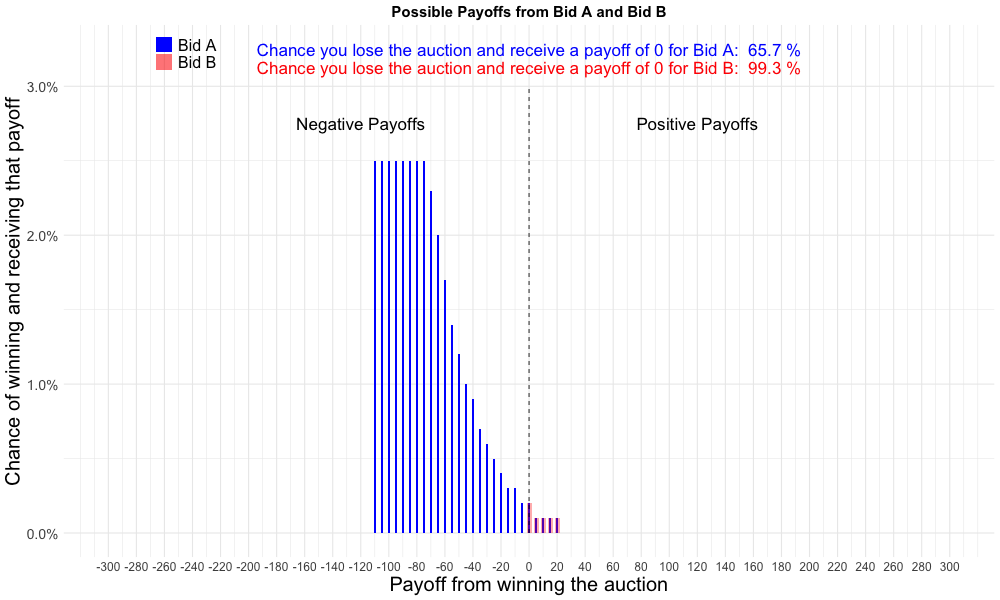 Possible Payoffs from Bid A and Bid B
Bid A
Bid B
Chance you lose the auction and receive a payoff of 0 for Bid A:  65.7 %
Chance you lose the auction and receive a payoff of 0 for Bid B:  99.3 %
Negative Payoffs
Positive Payoffs
Chance of winning and receiving that payoff
3.0%
2.0%
1.0%
0.0%
-300 -280 -260 -240 -220 -200 -180 -160 -140 -120 -100 -80 -60 -40 -20 0 20 40 60 80 100 120 140 160 180 200 220 240 260 280 300
Payoff from winning the auction